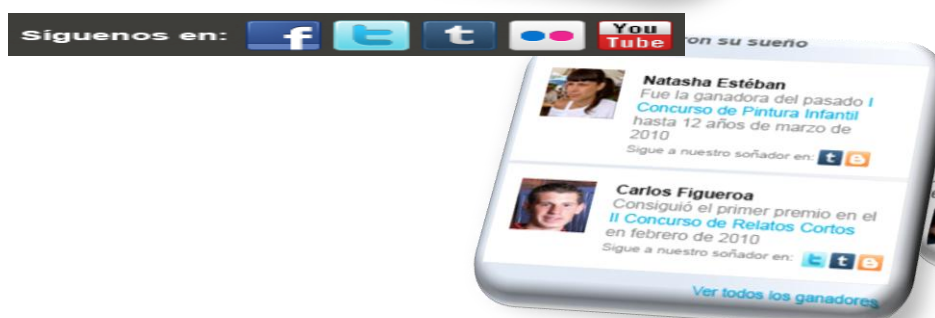 Síguenos en: f t t You Tube
ron su sueño
Natasha Estéban
Fue la ganadora del pasado I
Concurso de Pintura Infantil
hasta 12 años de marzo de
2010
Sigue a nuestro soñador en: t
Carlos Figueroa
Consiguió el primer premio en el
II Concurso de Relatos Cortos
en febrero de 2010
Sigue a nuestro soñador en: t t
Ver todos los ganadores